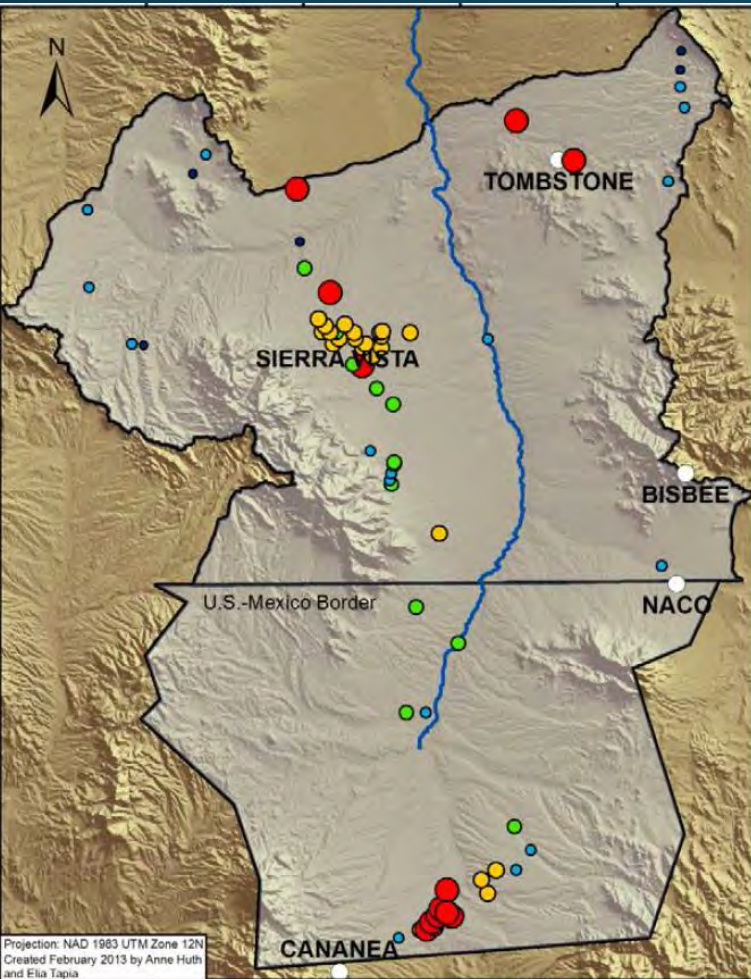 N
TOMBSTONE
SIERRA VISTA
BISBEE
U.S.-Mexico Border
NACO
CANANEA
Projection: NAD 1983 UTM Zone 12N
Created February 2013 by Anne Huth
and Elia Tapia